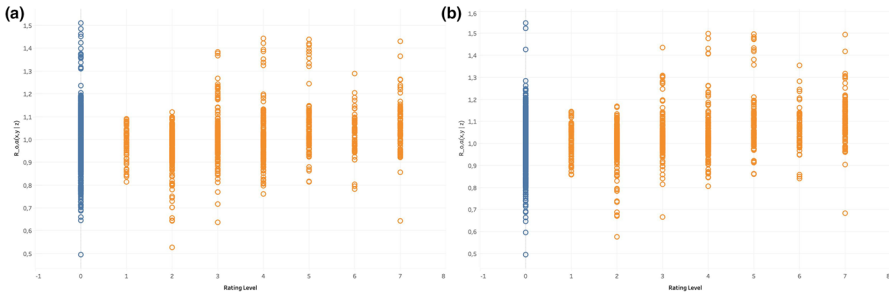 (a)
1,5
1,4
1,3
1,2
1,1
1,0
0,9
0,8
0,7
0,6
0,5
R_o,o(x,y | z)
-1 0 1 2 3 4 5 6 7 8
Rating Level
(b)
1,6
1,5
1,4
1,3
1,2
1,1
1,0
0,9
0,8
0,7
0,6
0,5
R_o,o(x,y | z)
-1 0 1 2 3 4 5 6 7 8
Rating Level